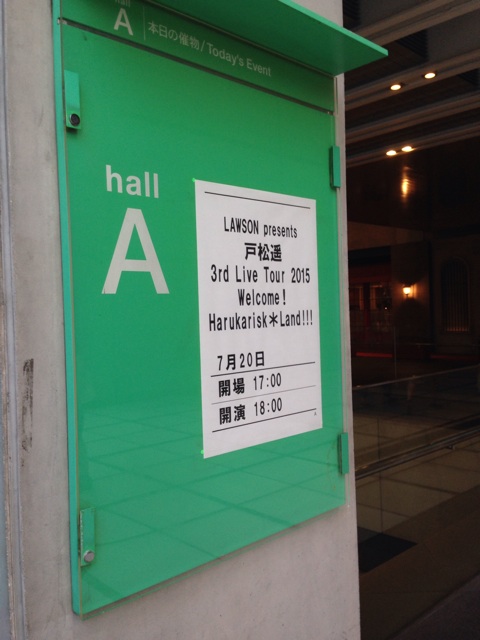 hall
A 本日の催物/Today's Event
hall
A
LAWSON presents
戸松遥
3rd Live Tour 2015
Welcome!
Harukarisk＊Land!!!
7月20日
開場 17:00
開演 18:00